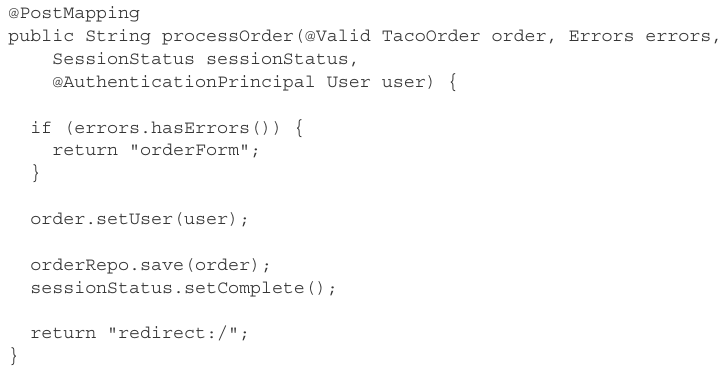 @PostMapping
public String processOrder(@Valid TacoOrder order, Errors errors,
    SessionStatus sessionStatus,
    @AuthenticationPrincipal User user) {

  if (errors.hasErrors()) {
    return "orderForm";
  }

  order.setUser(user);

  orderRepo.save(order);
  sessionStatus.setComplete();

  return "redirect:/";
}